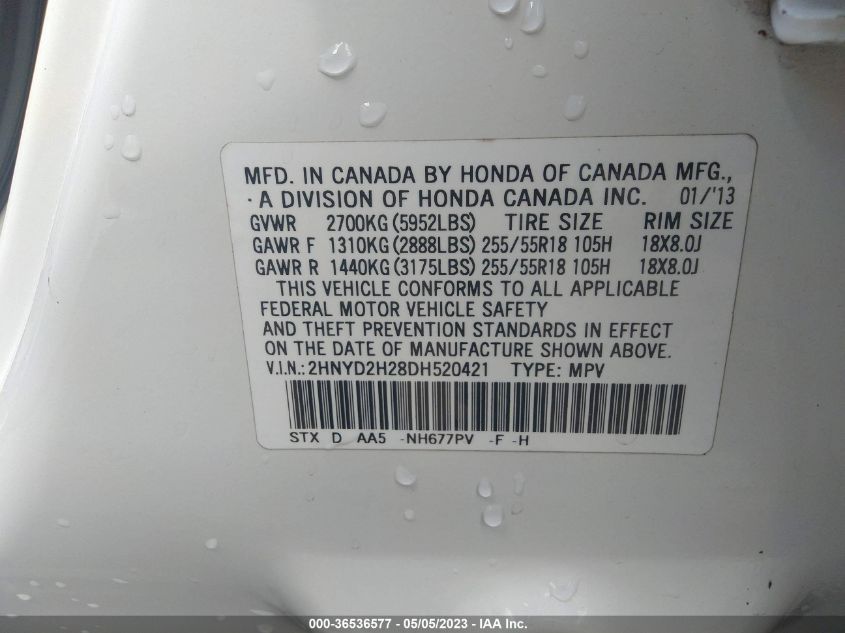 MFD. IN CANADA BY HONDA OF CANADA MFG.,
· A DIVISION OF HONDA CANADA INC. 01/'13
GVWR 2700KG (5952LBS) TIRE SIZE RIM SIZE
GAWR F 1310KG (2888LBS) 255/55R18 105H 18X8.0J
GAWR R 1440KG (3175LBS) 255/55R18 105H 18X8.0J
THIS VEHICLE CONFORMS TO ALL APPLICABLE
FEDERAL MOTOR VEHICLE SAFETY
AND THEFT PREVENTION STANDARDS IN EFFECT
ON THE DATE OF MANUFACTURE SHOWN ABOVE.
V.I.N.: 2HNYD2H28DH520421 TYPE: MPV
STX D AA5 -NH677PV -F -H
000-36536577 - 05/05/2023 - IAA Inc.